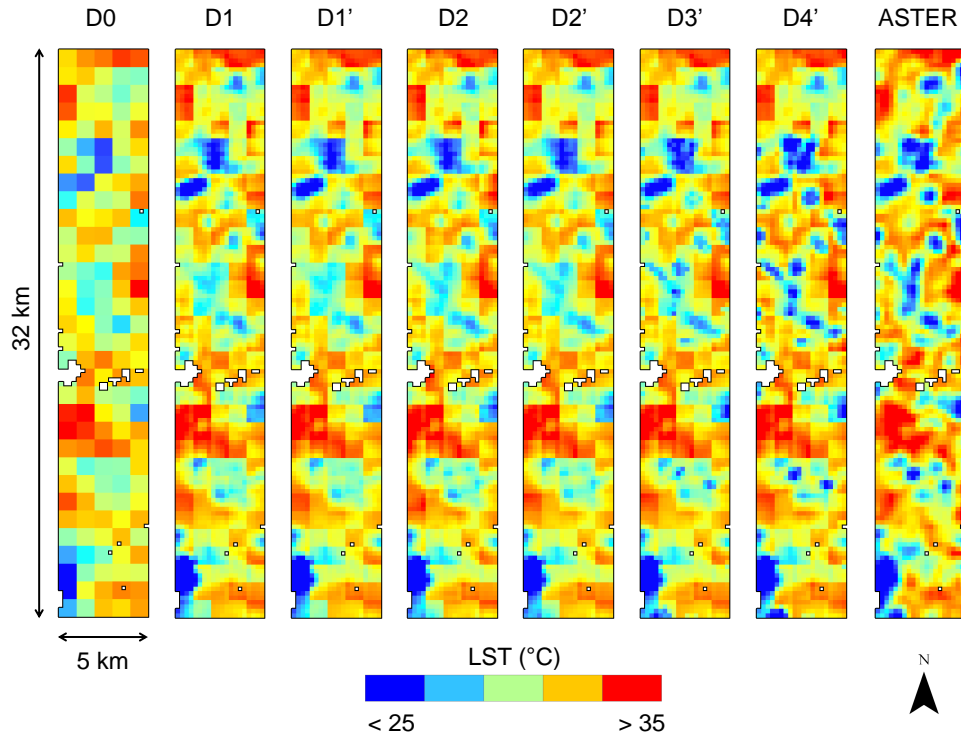 D0 D1 D1’ D2 D2’ D3’ D4’ ASTER
32 km
5 km
LST (°C)
< 25 > 35
N